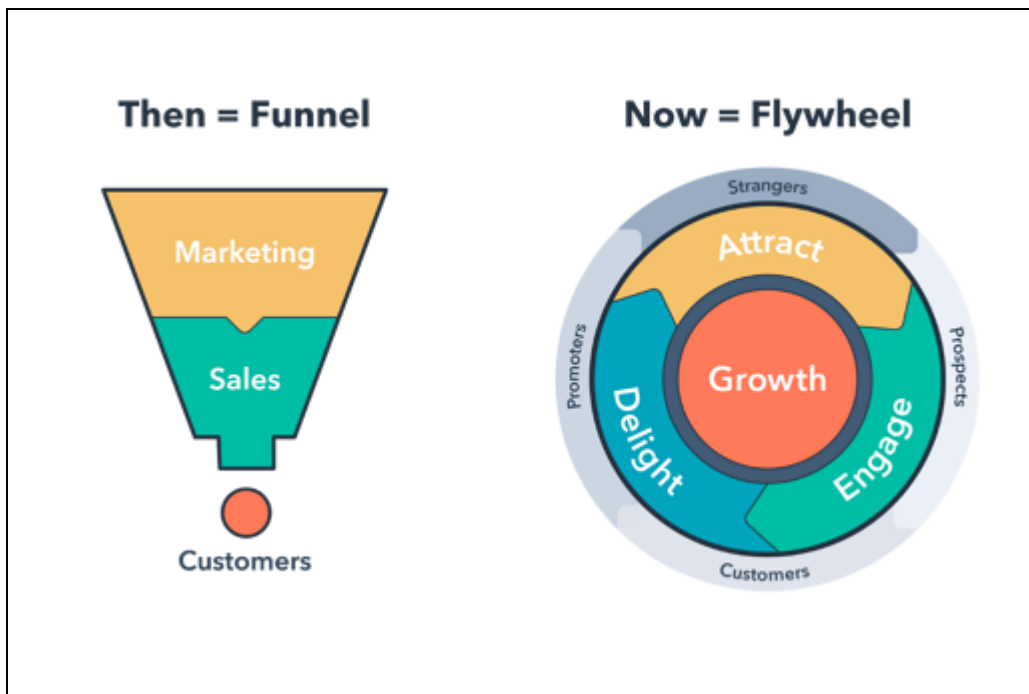 Then = Funnel
Marketing
Sales
Customers
Now = Flywheel
Strangers
Attract
Prospects
Engage
Customers
Delight
Promoters
Growth